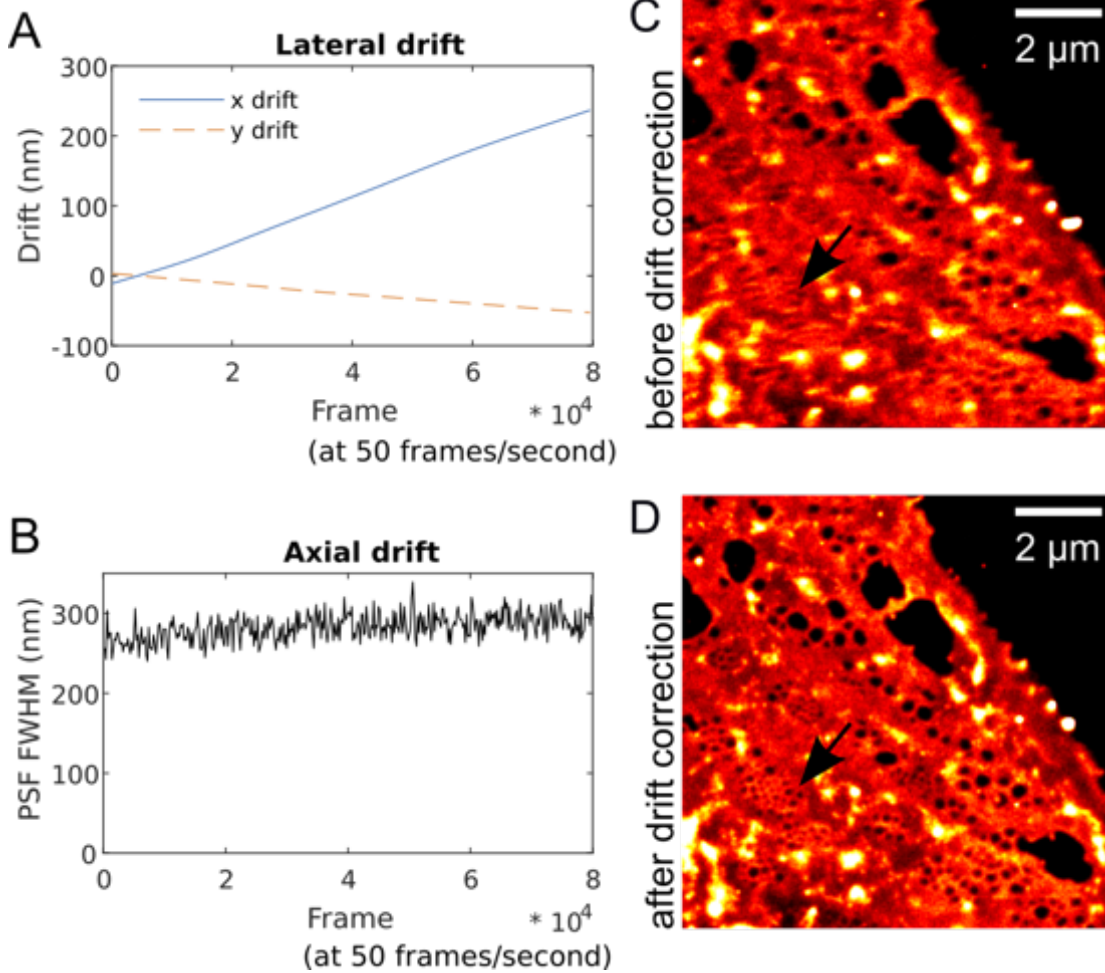 A
Lateral drift
300
200
100
0
-100
Drift (nm)
x drift
y drift
0 2 4 6 8
Frame * 10^4
(at 50 frames/second)
B
Axial drift
300
200
100
0
PSF FWHM (nm)
0 2 4 6 8
Frame * 10^4
(at 50 frames/second)
C
2 μm
before drift correction
D
2 μm
after drift correction